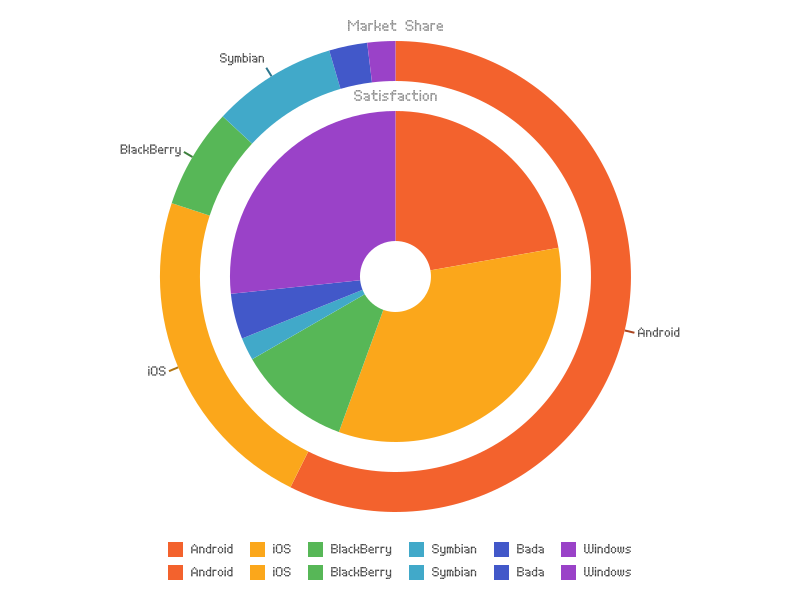 Market Share
Symbian
Satisfaction
BlackBerry
Android
iOS
Android iOS BlackBerry Symbian Bada Windows
Android iOS BlackBerry Symbian Bada Windows